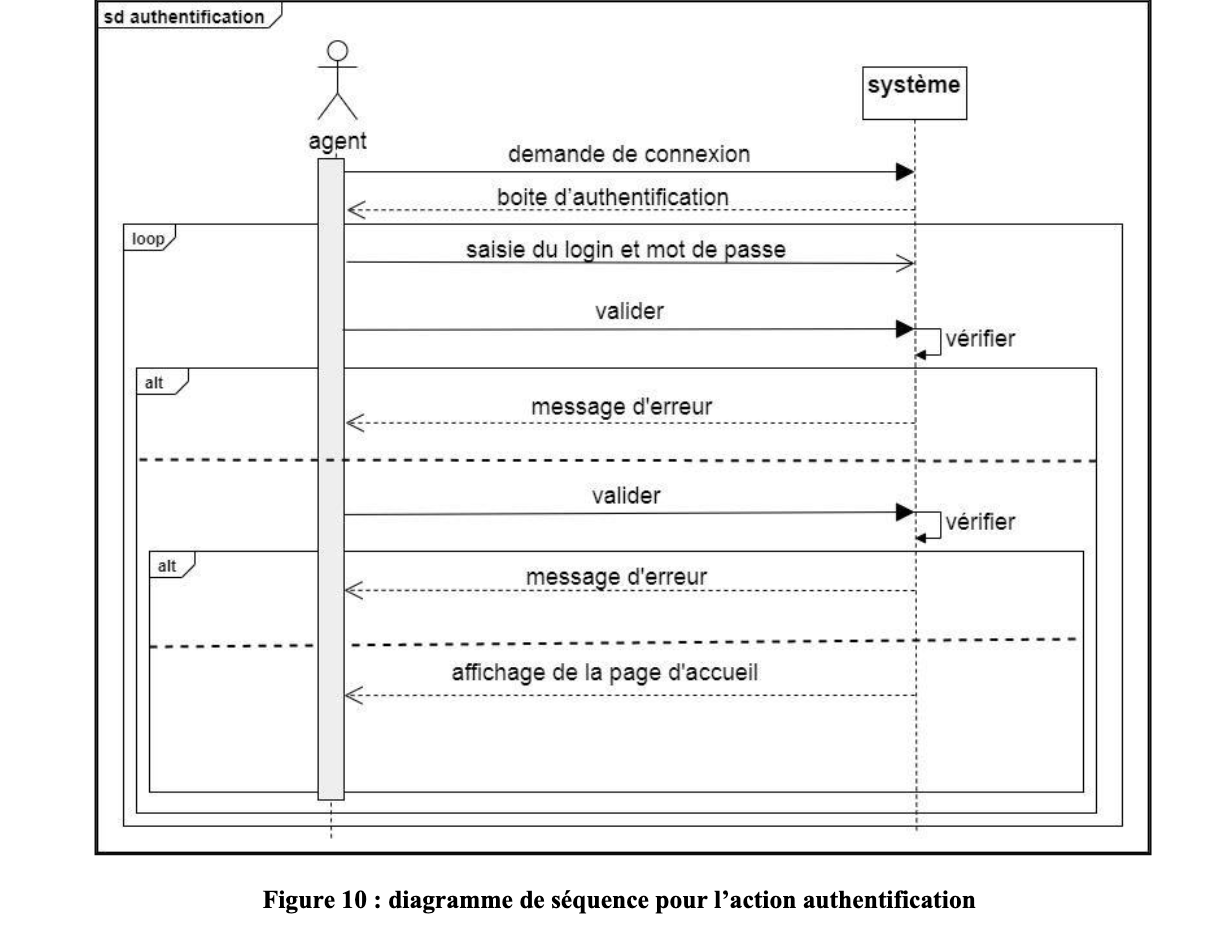 sd authentification
système
agent
demande de connexion
boite d’authentification
loop
saisie du login et mot de passe
valider
vérifier
alt
message d'erreur
valider
vérifier
alt
message d'erreur
affichage de la page d'accueil
Figure 10 : diagramme de séquence pour l’action authentification